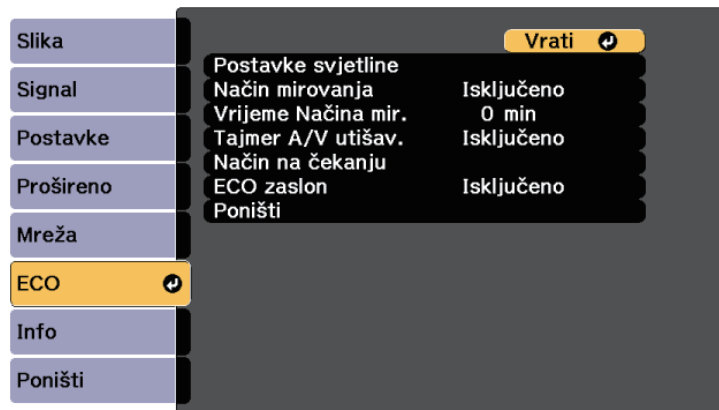 Slika
Signal
Postavke
Prošireno
Mreža
ECO
Info
Poništi
Vrati
Postavke svjetline
Način mirovanja Isključeno
Vrijeme Načina mir. 0 min
Tajmer A/V utišav. Isključeno
Način na čekanju
ECO zaslon Isključeno
Poništi